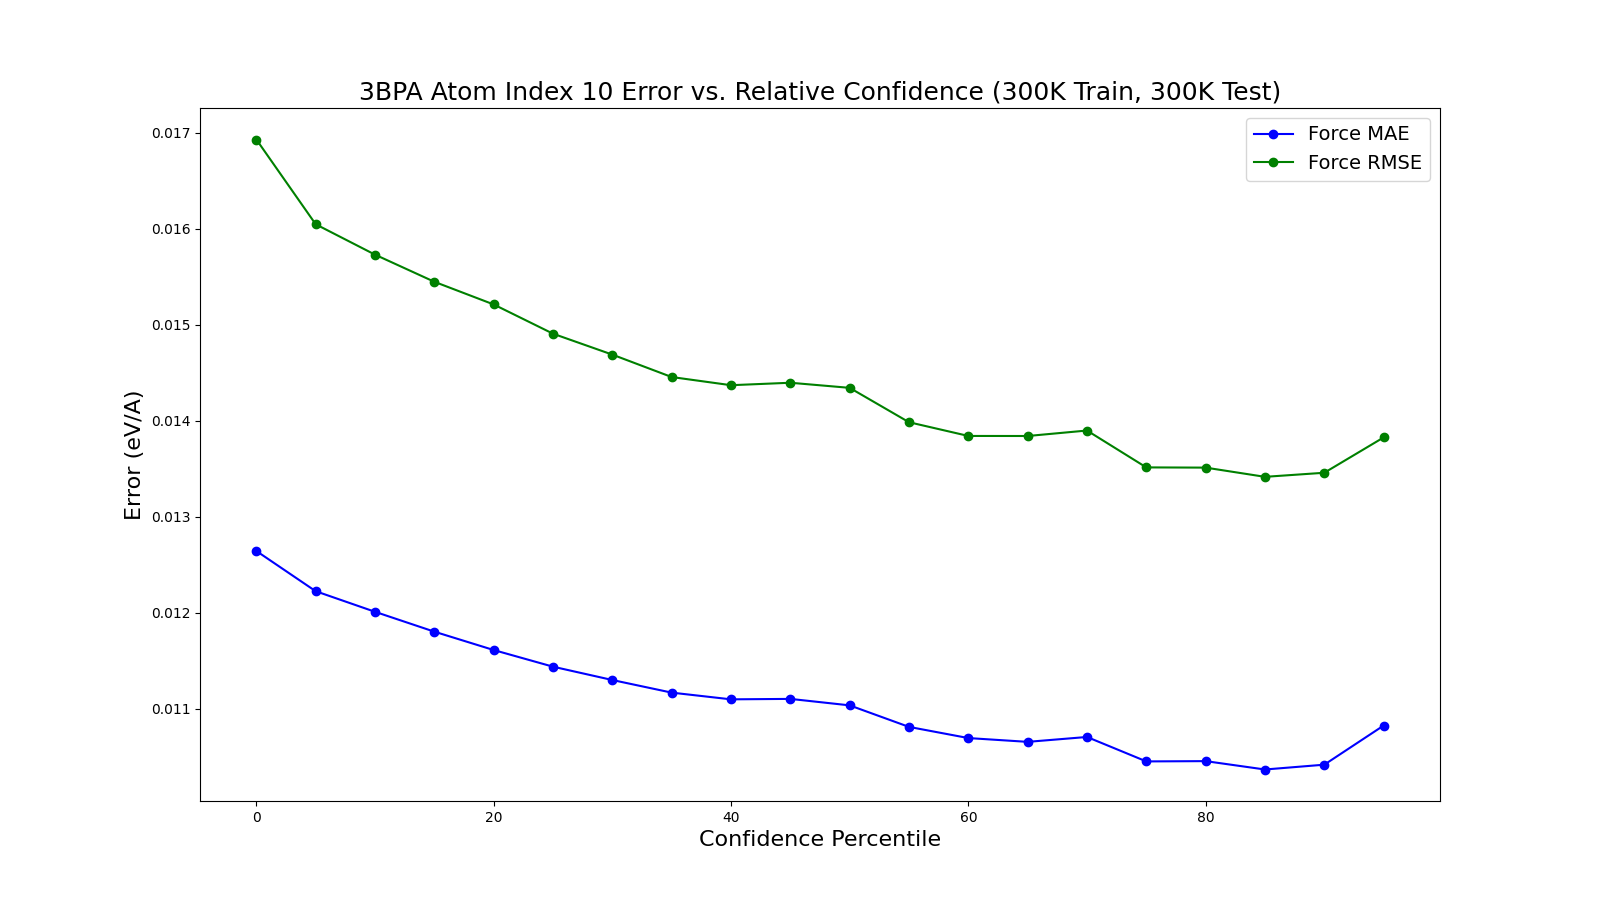 3BPA Atom Index 10 Error vs. Relative Confidence (300K Train, 300K Test)
Force MAE
Force RMSE
0.017
0.016
0.015
0.014
0.013
0.012
0.011
Error (eV/A)
0 20 40 60 80
Confidence Percentile